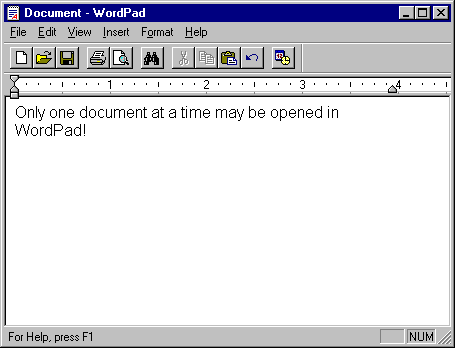 Document - WordPad
File Edit View Insert Format Help
1 2 3 4
Only one document at a time may be opened in
WordPad!
For Help, press F1 NUM